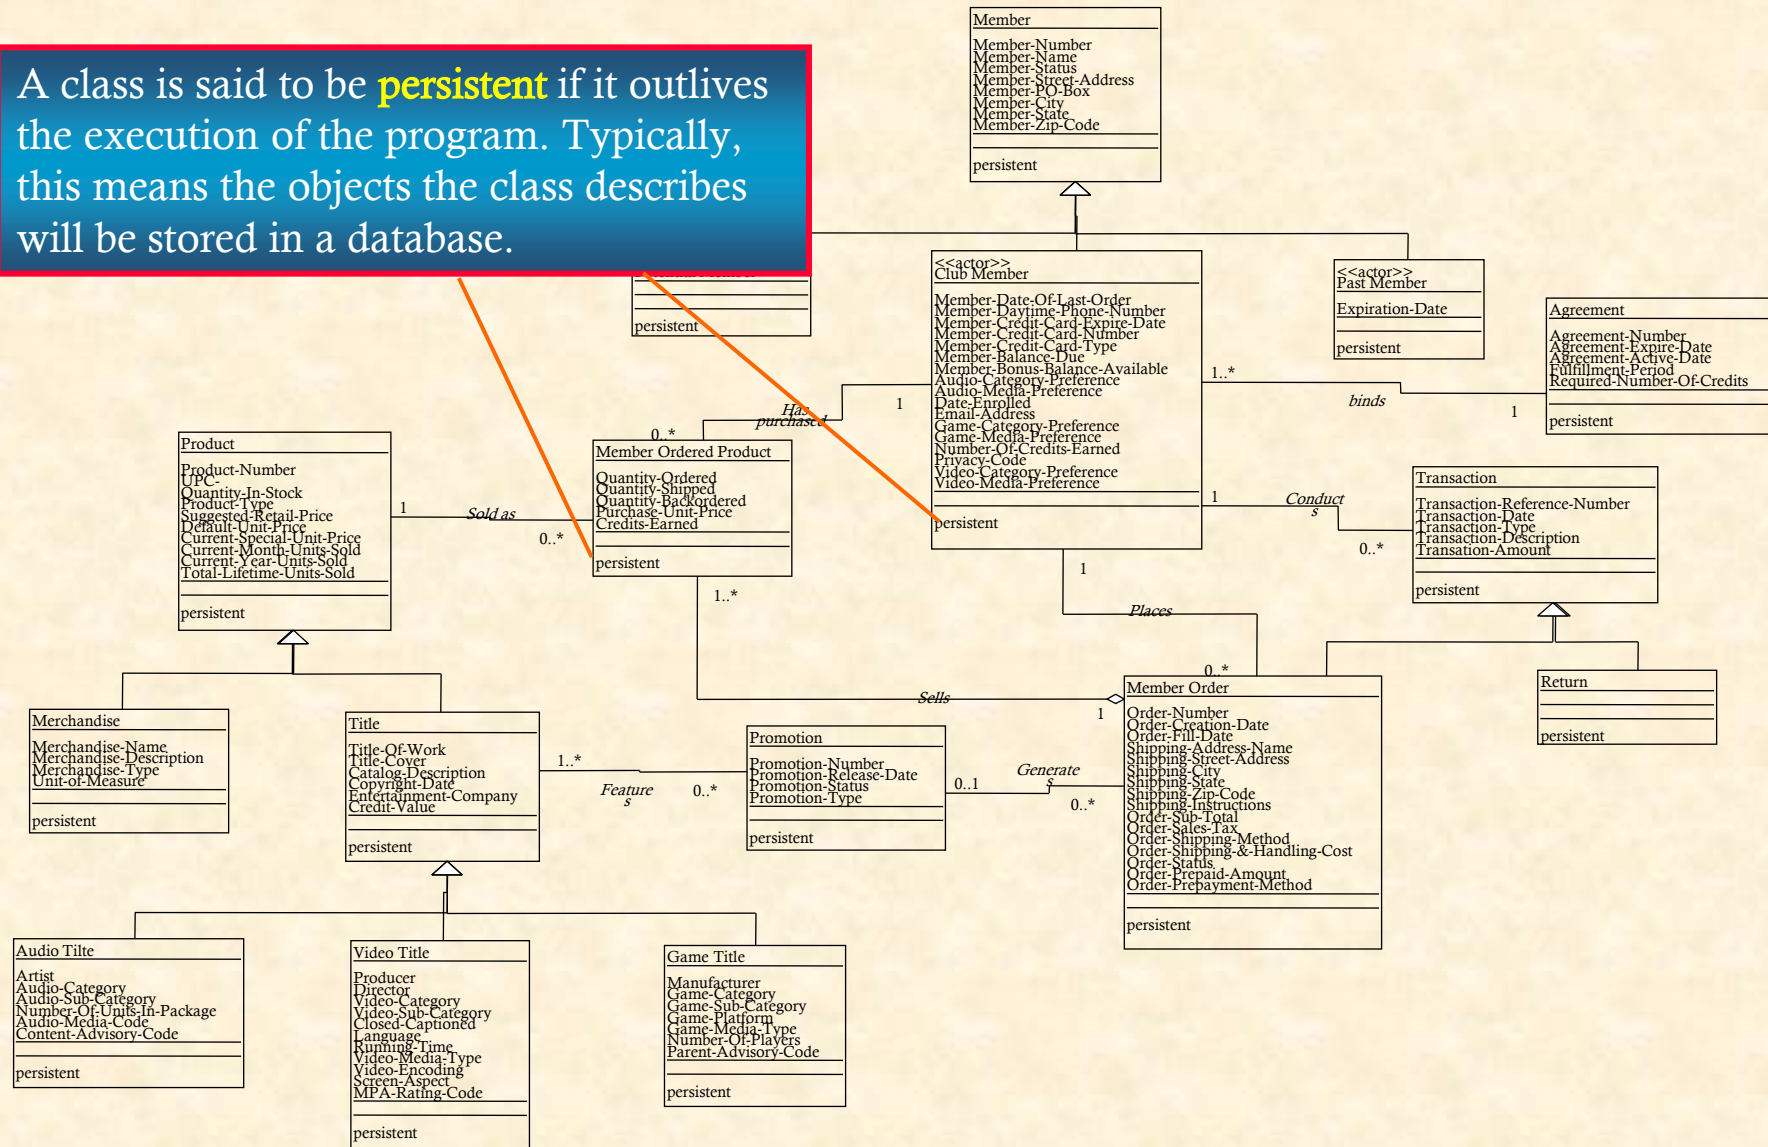 Member
Member-Number
Member-Name
Member-Status
Member-Street-Address
Member-PO-Box
Member-City
Member-State
Member-Zip-Code
persistent
A class is said to be persistent if it outlives
the execution of the program. Typically,
this means the objects the class describes
will be stored in a database.
persistent
<<actor>>
Club Member
Member-Date-Of-Last-Order
Member-Daytime-Phone-Number
Member-Credit-Card-Expire-Date
Member-Credit-Card-Number
Member-Credit-Card-Type
Member-Balance-Due
Member-Bonus-Balance-Available
Audio-Category-Preference
Audio-Media-Preference
Date-Enrolled
Email-Address
Game-Category-Preference
Game-Media-Preference
Number-Of-Credits-Earned
Privacy-Code
Video-Category-Preference
Video-Media-Preference
persistent
<<actor>>
Past Member
Expiration-Date
persistent
Agreement
Agreement-Number
Agreement-Expire-Date
Agreement-Active-Date
Fulfillment-Period
Required-Number-Of-Credits
persistent
1..*
binds
1
Has
purchased
1
0..*
Product
Product-Number
UPC-
Quantity-In-Stock
Product-Type
Suggested-Retail-Price
Default-Unit-Price
Current-Special-Unit-Price
Current-Month-Units-Sold
Current-Year-Units-Sold
Total-Lifetime-Units-Sold
persistent
1
Sold as
0..*
Member Ordered Product
Quantity-Ordered
Quantity-Shipped
Quantity-Backordered
Purchase-Unit-Price
Credits-Earned
persistent
1..*
1
Conduct
s
0..*
Transaction
Transaction-Reference-Number
Transaction-Date
Transaction-Type
Transaction-Description
Transation-Amount
persistent
1
Places
0..*
Sells
1
Merchandise
Merchandise-Name
Merchandise-Description
Merchandise-Type
Unit-of-Measure
persistent
Title
Title-Of-Work
Title-Cover
Catalog-Description
Copyright-Date
Entertainment-Company
Credit-Value
persistent
1..*
Feature
s
0..*
Promotion
Promotion-Number
Promotion-Release-Date
Promotion-Status
Promotion-Type
persistent
0..1
Generate
s
0..*
Member Order
Order-Number
Order-Creation-Date
Order-Fill-Date
Shipping-Address-Name
Shipping-Street-Address
Shipping-City
Shipping-State
Shipping-Zip-Code
Shipping-Instructions
Order-Sub-Total
Order-Sales-Tax
Order-Shipping-Method
Order-Shipping-&-Handling-Cost
Order-Status
Order-Prepaid-Amount
Order-Prepayment-Method
persistent
Return
persistent
Audio Tilte
Artist
Audio-Category
Audio-Sub-Category
Number-Of-Units-In-Package
Audio-Media-Code
Content-Advisory-Code
persistent
Video Title
Producer
Director
Video-Category
Video-Sub-Category
Closed-Captioned
Language
Running-Time
Video-Media-Type
Video-Encoding
Screen-Aspect
MPA-Rating-Code
persistent
Game Title
Manufacturer
Game-Category
Game-Sub-Category
Game-Platform
Game-Media-Type
Number-Of-Players
Parent-Advisory-Code
persistent